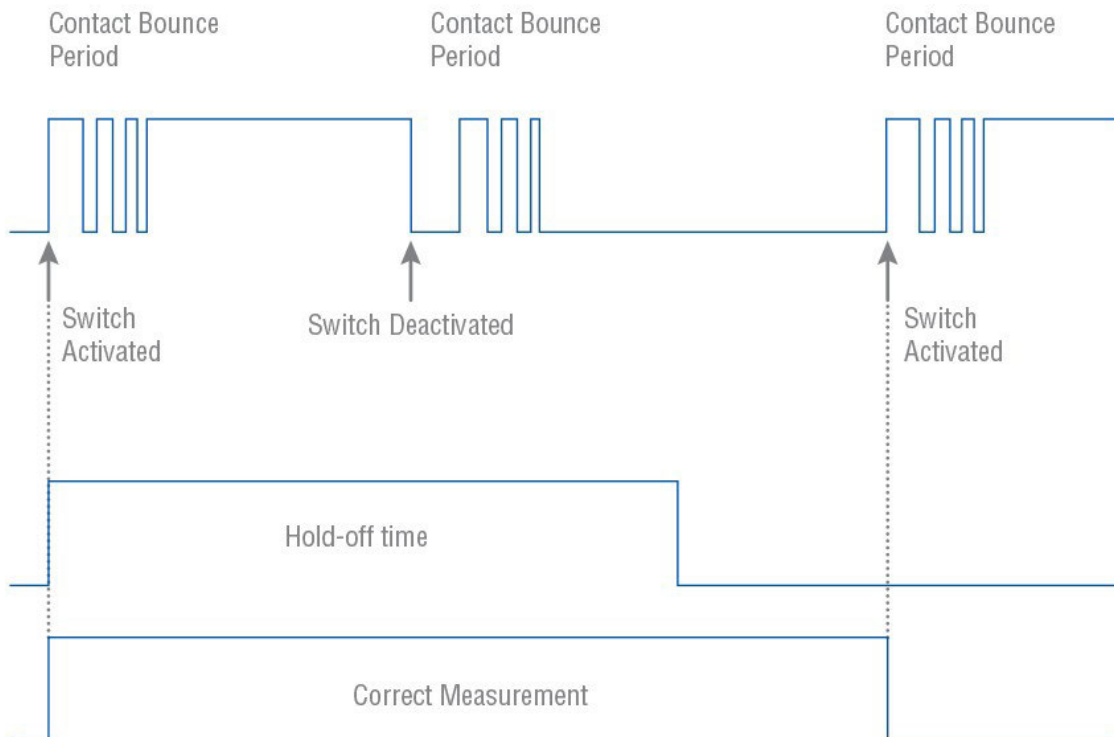 Contact Bounce
Period
Contact Bounce
Period
Contact Bounce
Period
Switch
Activated
Switch Deactivated
Switch
Activated
Hold-off time
Correct Measurement